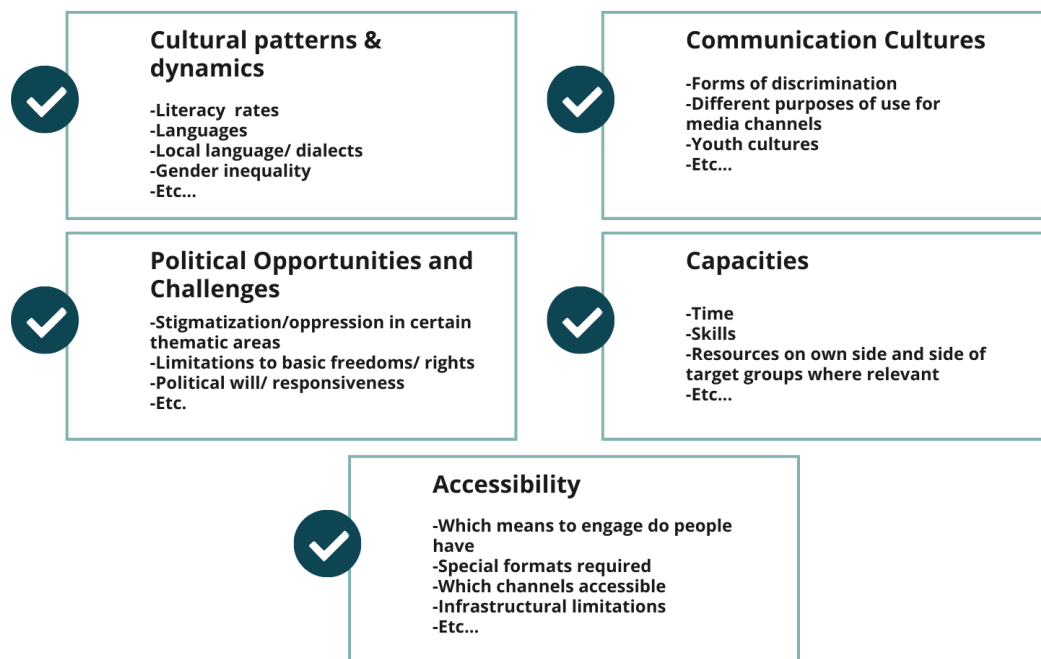 Cultural patterns &
dynamics
-Literacy  rates
-Languages
-Local language/ dialects
-Gender inequality
-Etc...
Communication Cultures
-Forms of discrimination
-Different purposes of use for
media channels
-Youth cultures
-Etc...
Political Opportunities and
Challenges
-Stigmatization/oppression in certain
thematic areas
-Limitations to basic freedoms/ rights
-Political will/ responsiveness
-Etc.
Capacities
-Time
-Skills
-Resources on own side and side of
target groups where relevant
-Etc...
Accessibility
-Which means to engage do people
have
-Special formats required
-Which channels accessible
-Infrastructural limitations
-Etc...